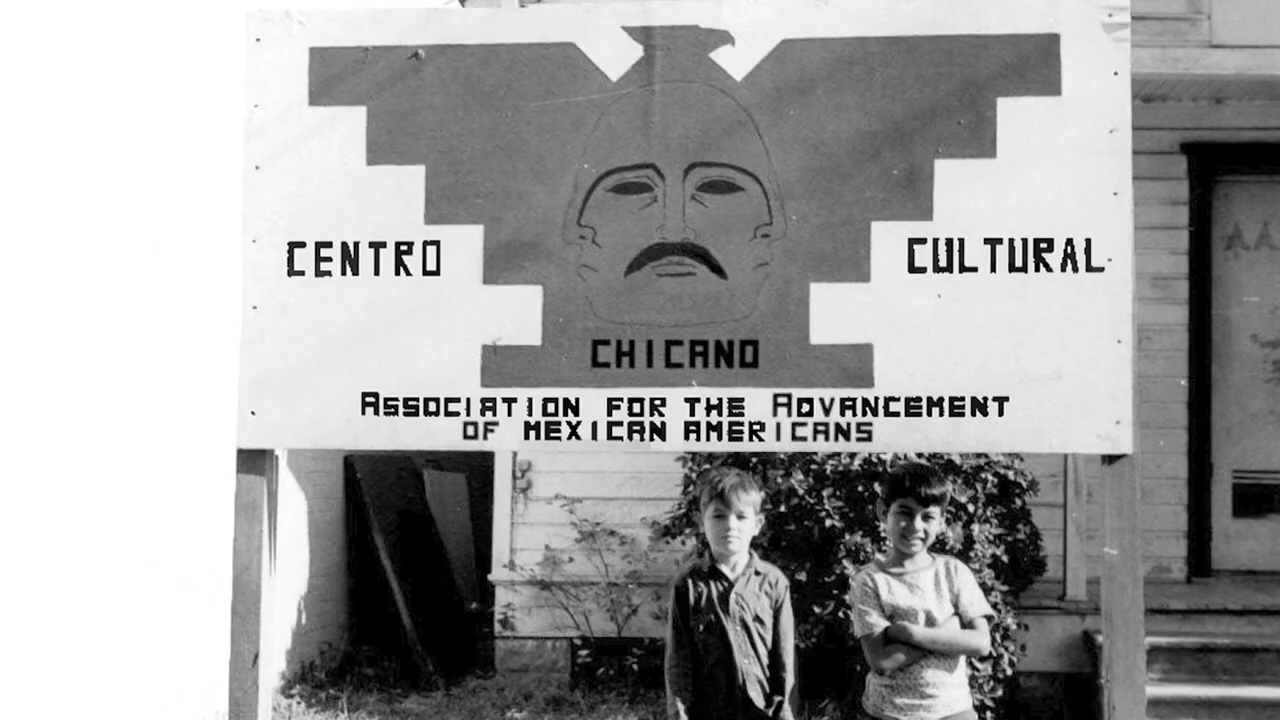 CENTRO CULTURAL
CHICANO
ASSOCIATION FOR THE ADVANCEMENT
OF MEXICAN AMERICANS